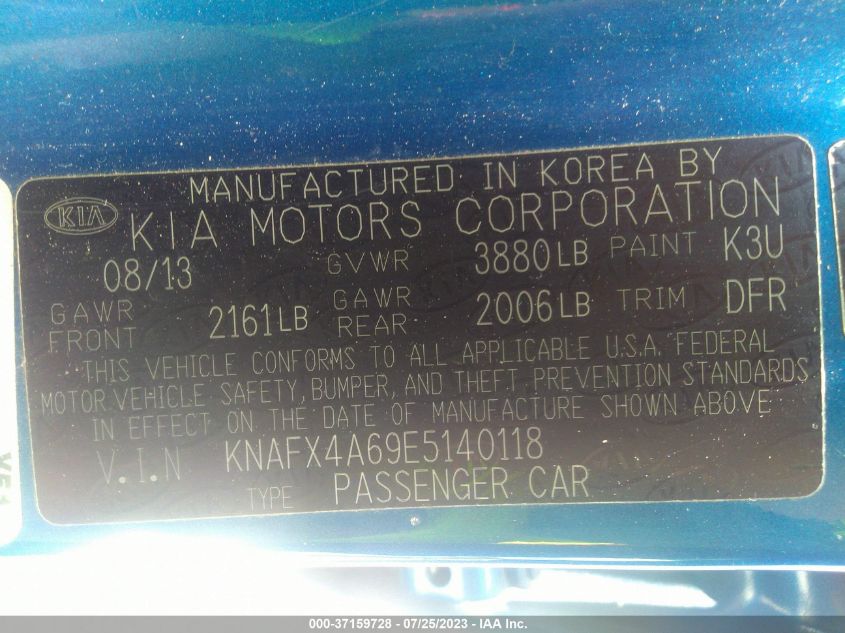 MANUFACTURED IN KOREA BY
KIA KIA MOTORS CORPORATION
08/13 GVWR 3880LB PAINT K3U
GAWR FRONT 2161LB GAWR REAR 2006LB TRIM DFR
THIS VEHICLE CONFORMS TO ALL APPLICABLE U.S.A. FEDERAL
MOTOR VEHICLE SAFETY, BUMPER, AND THEFT PREVENTION STANDARDS
IN EFFECT ON THE DATE OF MANUFACTURE SHOWN ABOVE
V.I.N KNAFX4A69E5140118
TYPE PASSENGER CAR
000-37159728 - 07/25/2023 - IAA Inc.